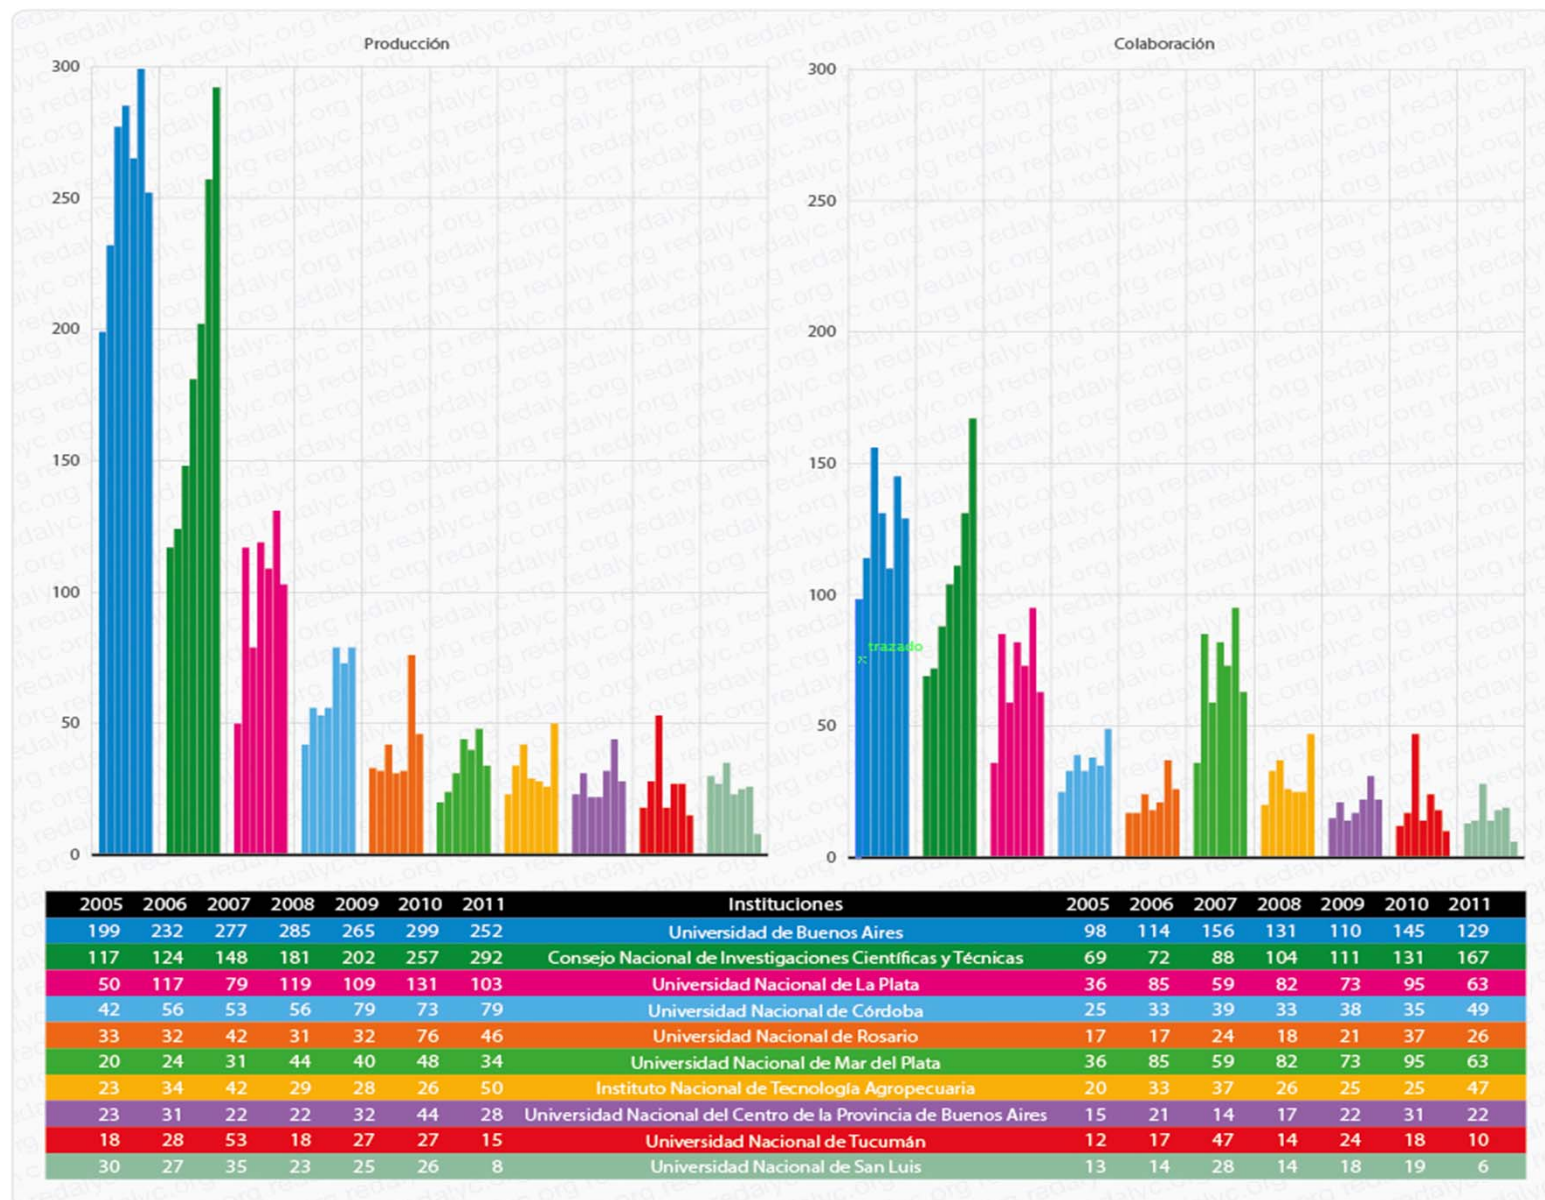 Producción
Colaboración
300
250
200
150
100
50
0
300
250
200
150
100
50
0
trazado
2005 2006 2007 2008 2009 2010 2011 Instituciones 2005 2006 2007 2008 2009 2010 2011
199 232 277 285 265 299 252 Universidad de Buenos Aires 98 114 156 131 110 145 129
117 124 148 181 202 257 292 Consejo Nacional de Investigaciones Científicas y Técnicas 69 72 88 104 111 131 167
50 117 79 119 109 131 103 Universidad Nacional de La Plata 36 85 59 82 73 95 63
42 56 53 56 79 73 79 Universidad Nacional de Córdoba 25 33 39 33 38 35 49
33 32 42 31 32 76 46 Universidad Nacional de Rosario 17 17 24 18 21 37 26
20 24 31 44 40 48 34 Universidad Nacional de Mar del Plata 36 85 59 82 73 95 63
23 34 42 29 28 26 50 Instituto Nacional de Tecnología Agropecuaria 20 33 37 26 25 25 47
23 31 22 22 32 44 28 Universidad Nacional del Centro de la Provincia de Buenos Aires 15 21 14 17 22 31 22
18 28 53 18 27 27 15 Universidad Nacional de Tucumán 12 17 47 14 24 18 10
30 27 35 23 25 26 8 Universidad Nacional de San Luis 13 14 28 14 18 19 6